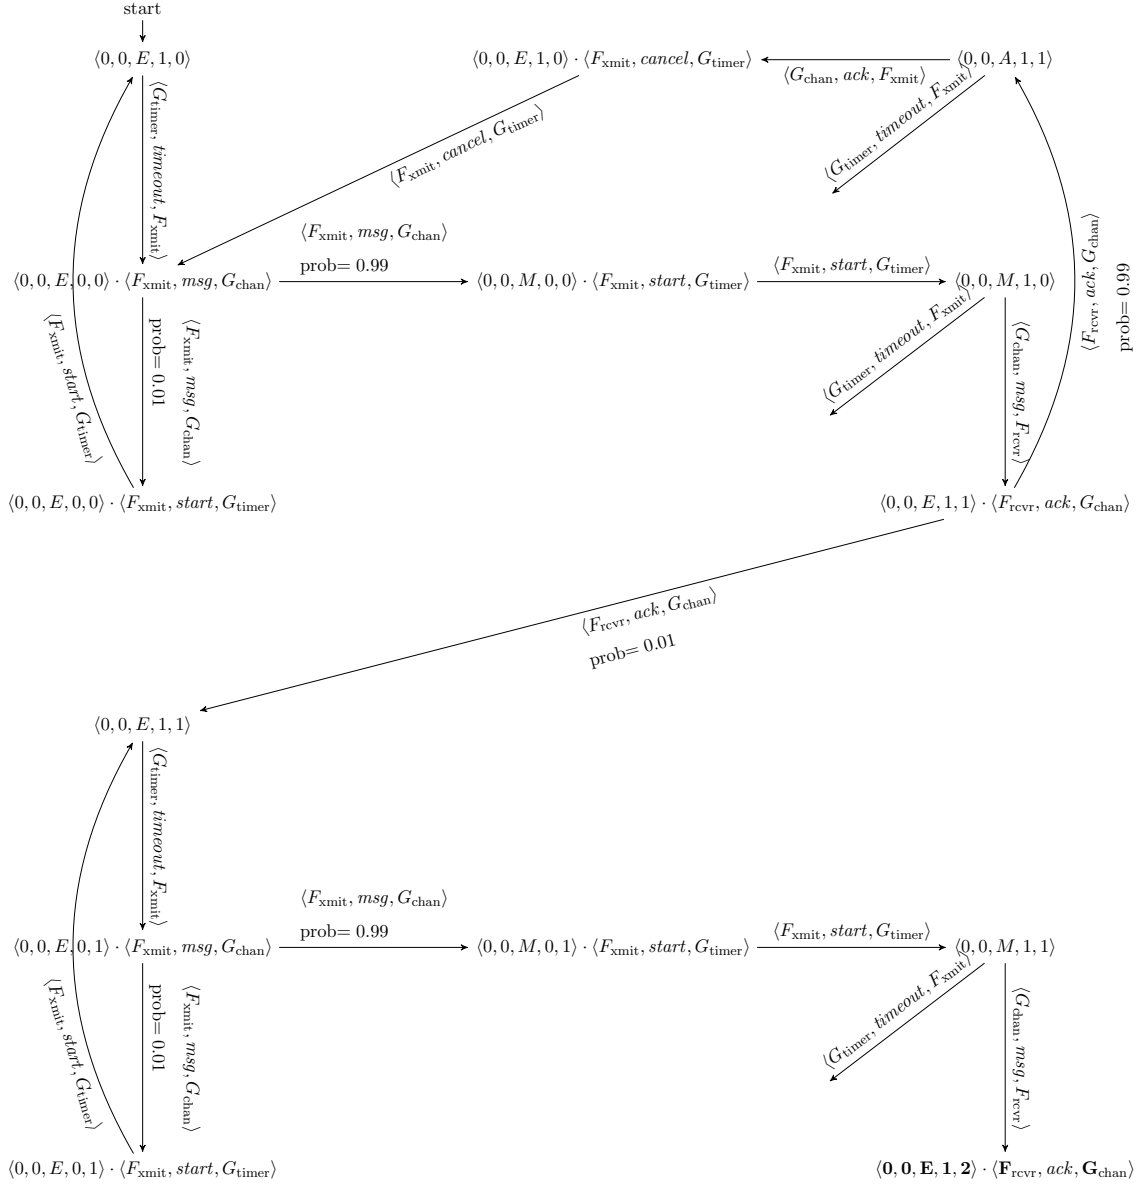 start
⟨0, 0, E, 1, 0⟩
⟨0, 0, E, 1, 0⟩ · ⟨F_xmit, cancel, G_timer⟩
⟨0, 0, A, 1, 1⟩
⟨G_chan, ack, F_xmit⟩
⟨G_timer, timeout, F_xmit⟩
⟨G_timer, timeout, F_xmit⟩
⟨F_xmit, cancel, G_timer⟩
⟨F_xmit, msg, G_chan⟩
prob= 0.99
⟨F_xmit, start, G_timer⟩
⟨F_rcvr, ack, G_chan⟩
prob= 0.99
⟨0, 0, E, 0, 0⟩ · ⟨F_xmit, msg, G_chan⟩
⟨0, 0, M, 0, 0⟩ · ⟨F_xmit, start, G_timer⟩
⟨0, 0, M, 1, 0⟩
⟨F_xmit, start, G_timer⟩
prob= 0.01
⟨F_xmit, msg, G_chan⟩
⟨G_timer, timeout, F_xmit⟩
⟨G_chan, msg, F_rcvr⟩
⟨0, 0, E, 0, 0⟩ · ⟨F_xmit, start, G_timer⟩
⟨0, 0, E, 1, 1⟩ · ⟨F_rcvr, ack, G_chan⟩
⟨F_rcvr, ack, G_chan⟩
prob= 0.01
⟨0, 0, E, 1, 1⟩
⟨G_timer, timeout, F_xmit⟩
⟨F_xmit, msg, G_chan⟩
prob= 0.99
⟨F_xmit, start, G_timer⟩
⟨0, 0, E, 0, 1⟩ · ⟨F_xmit, msg, G_chan⟩
⟨0, 0, M, 0, 1⟩ · ⟨F_xmit, start, G_timer⟩
⟨0, 0, M, 1, 1⟩
⟨F_xmit, start, G_timer⟩
prob= 0.01
⟨F_xmit, msg, G_chan⟩
⟨G_timer, timeout, F_xmit⟩
⟨G_chan, msg, F_rcvr⟩
⟨0, 0, E, 0, 1⟩ · ⟨F_xmit, start, G_timer⟩
⟨0, 0, E, 1, 2⟩ · ⟨F_rcvr, ack, G_chan⟩